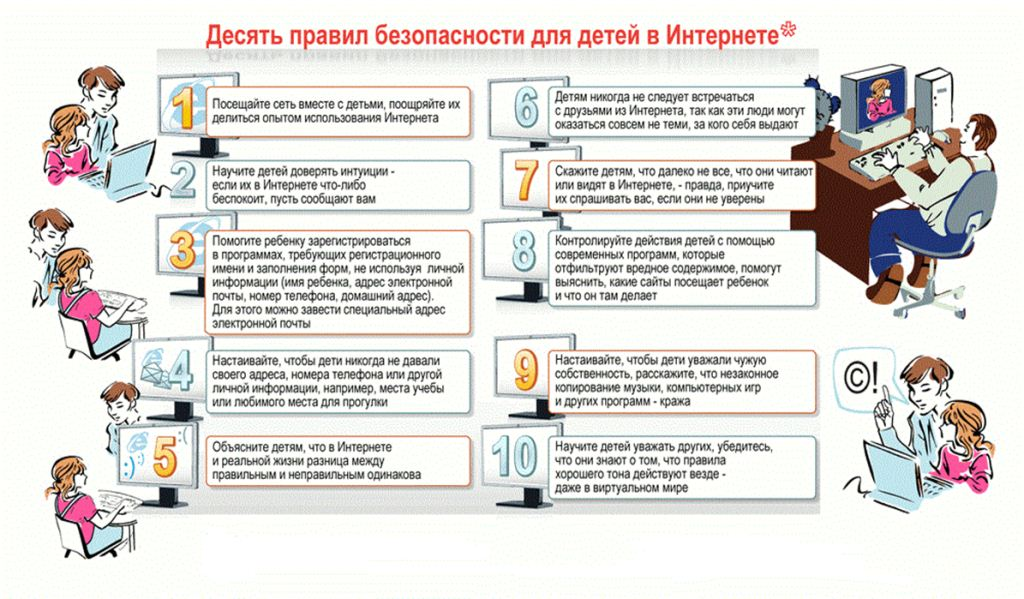 Десять правил безопасности для детей в Интернете*
1
Посещайте сеть вместе с детьми, поощряйте их
делиться опытом использования Интернета
2
Научите детей доверять интуиции -
если их в Интернете что-либо
беспокоит, пусть сообщают вам
3
Помогите ребенку зарегистрироваться
в программах, требующих регистрационного
имени и заполнения форм, не используя личной
информации (имя ребенка, адрес электронной
почты, номер телефона, домашний адрес).
Для этого можно завести специальный адрес
электронной почты
4
Настаивайте, чтобы дети никогда не давали
своего адреса, номера телефона или другой
личной информации, например, места учебы
или любимого места для прогулки
5
Объясните детям, что в Интернете
и реальной жизни разница между
правильным и неправильным одинакова
6
Детям никогда не следует встречаться
с друзьями из Интернета, так как эти люди могут
оказаться совсем не теми, за кого себя выдают
7
Скажите детям, что далеко не все, что они читают
или видят в Интернете, - правда, приучите
их спрашивать вас, если они не уверены
8
Контролируйте действия детей с помощью
современных программ, которые
отфильтруют вредное содержимое, помогут
выяснить, какие сайты посещает ребенок
и что он там делает
9
Настаивайте, чтобы дети уважали чужую
собственность, расскажите, что незаконное
копирование музыки, компьютерных игр
и других программ - кража
10
Научите детей уважать других, убедитесь,
что они знают о том, что правила
хорошего тона действуют везде -
даже в виртуальном мире
©!